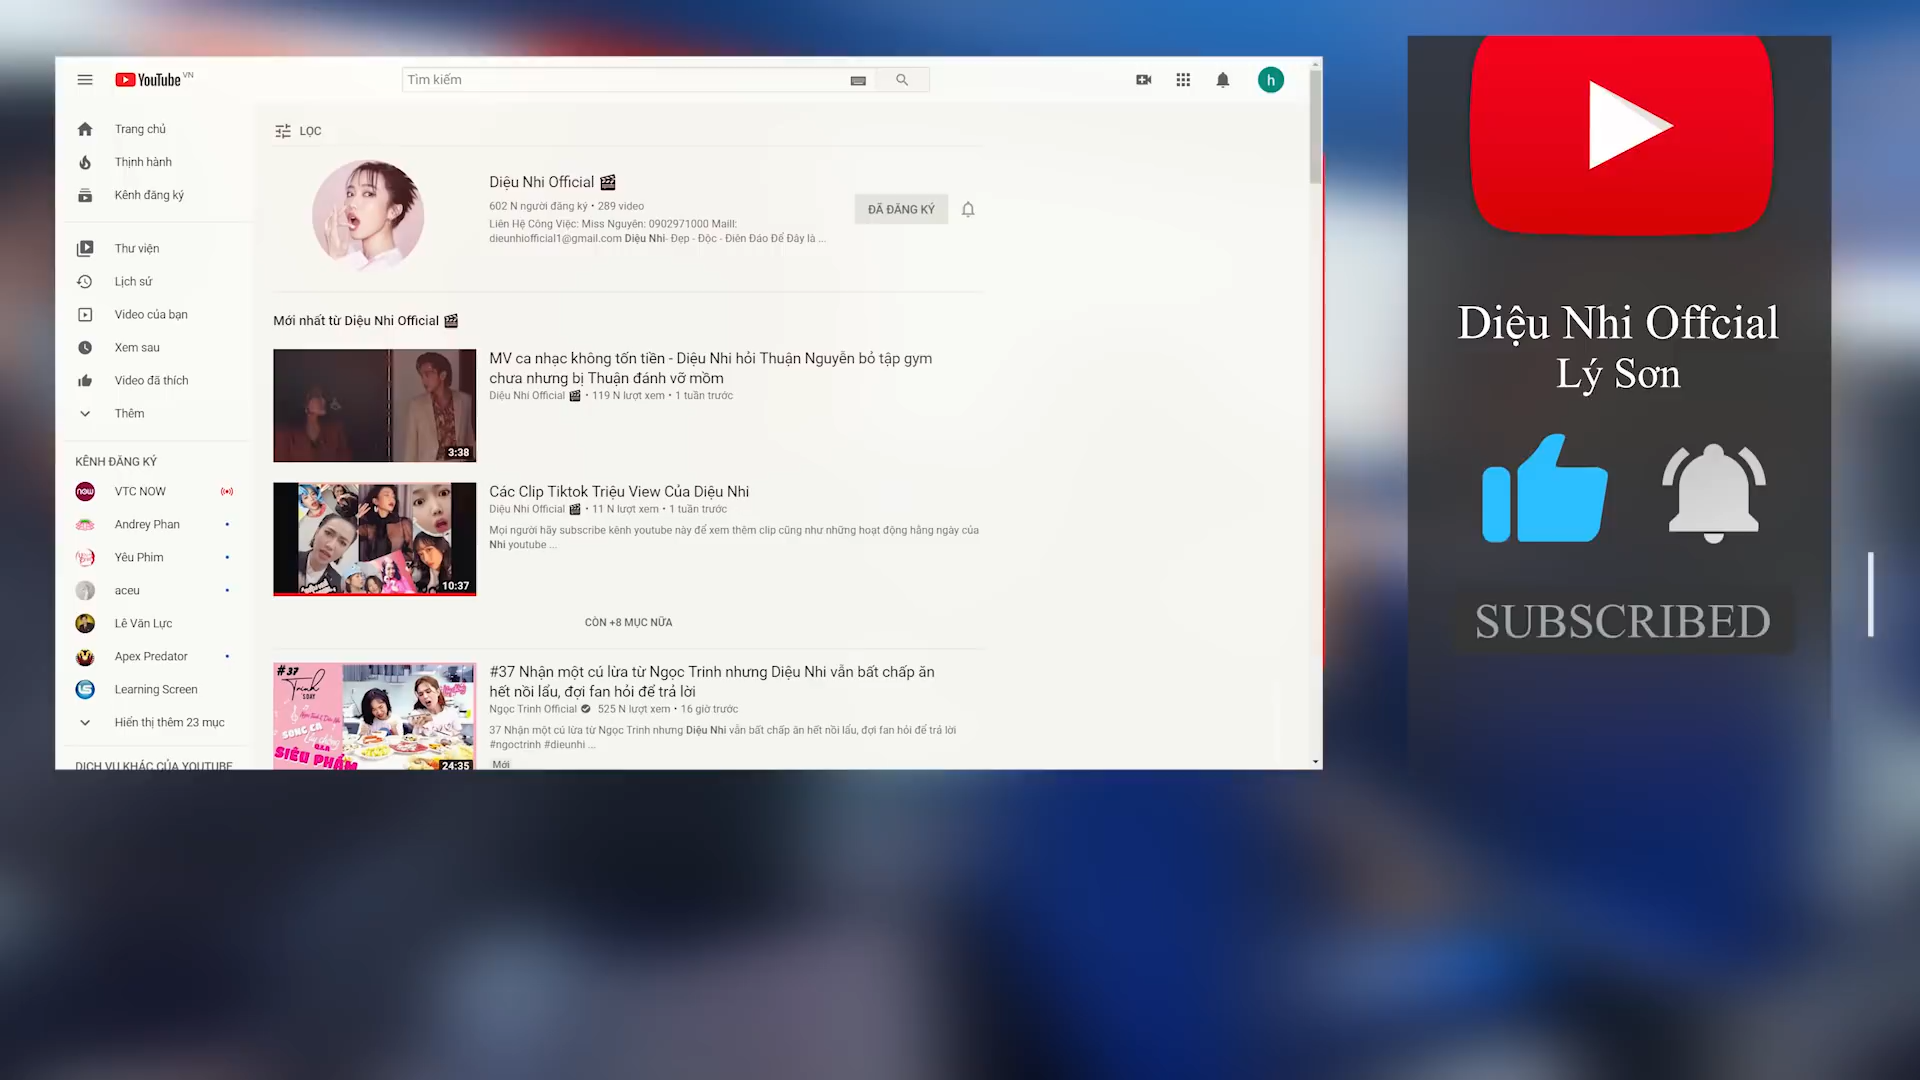 YouTube VN
Tìm kiếm
h
Trang chủ
Thịnh hành
Kênh đăng ký
Thư viện
Lịch sử
Video của bạn
Xem sau
Video đã thích
Thêm
KÊNH ĐĂNG KÝ
now
VTC NOW
Andrey Phan
Yêu Phim
aceu
Lê Văn Lực
Apex Predator
Learning Screen
Hiển thị thêm 23 mục
DỊCH VỤ KHÁC CỦA YOUTUBE
LỌC
Diệu Nhi Official 🎬
602 N người đăng ký • 289 video
Liên Hệ Công Việc: Miss Nguyên: 0902971000 Maill:
dieunhiofficial1@gmail.com Diệu Nhi- Đẹp - Độc - Điên Đáo Để Đây là ...
ĐÃ ĐĂNG KÝ
Mới nhất từ Diệu Nhi Official 🎬
3:38
MV ca nhạc không tốn tiền - Diệu Nhi hỏi Thuận Nguyễn bỏ tập gym
chưa nhưng bị Thuận đánh vỡ mồm
Diệu Nhi Official 🎬 • 119 N lượt xem • 1 tuần trước
10:37
Các Clip Tiktok Triệu View Của Diệu Nhi
Diệu Nhi Official 🎬 • 11 N lượt xem • 1 tuần trước
Mọi người hãy subscribe kênh youtube này để xem thêm clip cũng như những hoạt động hằng ngày của
Nhi youtube ...
CÒN +8 MỤC NỮA
#37
Trinh
SONG CA
Q&A
SIÊU PHẨM
24:35
#37 Nhận một cú lừa từ Ngọc Trinh nhưng Diệu Nhi vẫn bất chấp ăn
hết nồi lẩu, đợi fan hỏi để trả lời
Ngọc Trinh Official 525 N lượt xem • 16 giờ trước
37 Nhận một cú lừa từ Ngọc Trinh nhưng Diệu Nhi vẫn bất chấp ăn hết nồi lẩu, đợi fan hỏi để trả lời
#ngoctrinh #dieunhi ...
Mới
Diệu Nhi Offcial
Lý Sơn
SUBSCRIBED